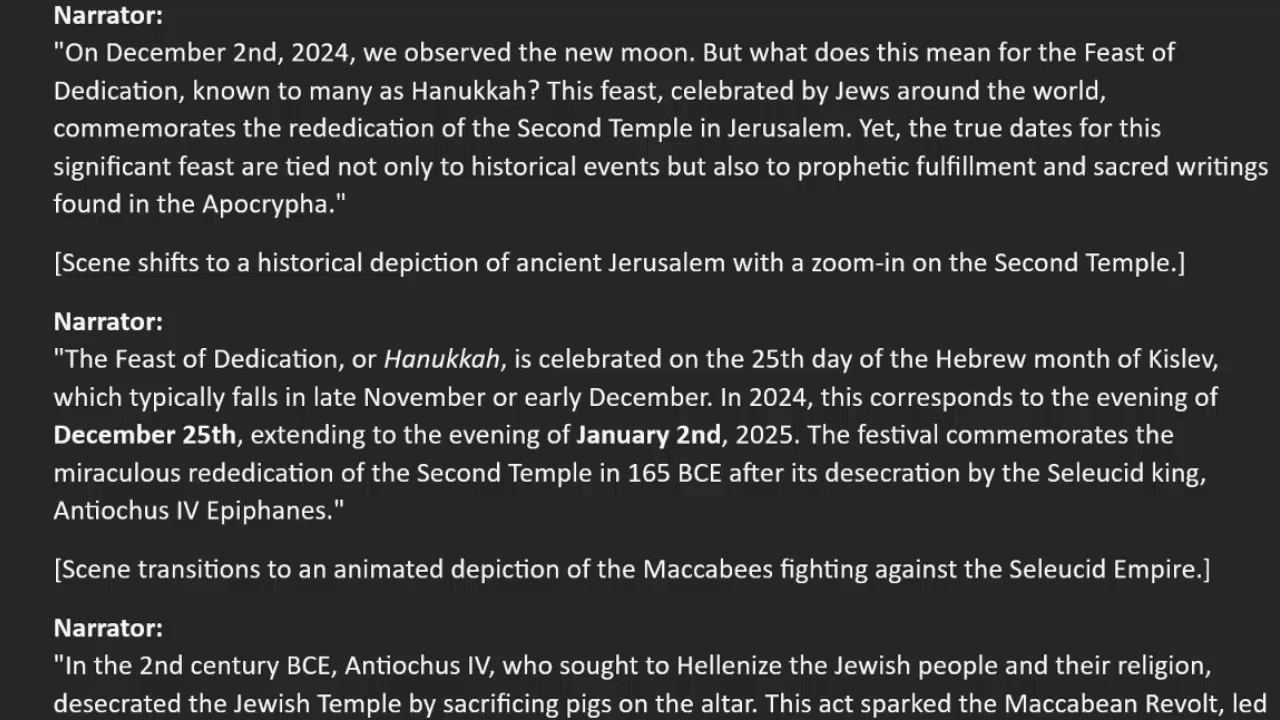 Narrator:
"On December 2nd, 2024, we observed the new moon. But what does this mean for the Feast of
Dedication, known to many as Hanukkah? This feast, celebrated by Jews around the world,
commemorates the rededication of the Second Temple in Jerusalem. Yet, the true dates for this
significant feast are tied not only to historical events but also to prophetic fulfillment and sacred writings
found in the Apocrypha."
[Scene shifts to a historical depiction of ancient Jerusalem with a zoom-in on the Second Temple.]
Narrator:
"The Feast of Dedication, or Hanukkah, is celebrated on the 25th day of the Hebrew month of Kislev,
which typically falls in late November or early December. In 2024, this corresponds to the evening of
December 25th, extending to the evening of January 2nd, 2025. The festival commemorates the
miraculous rededication of the Second Temple in 165 BCE after its desecration by the Seleucid king,
Antiochus IV Epiphanes."
[Scene transitions to an animated depiction of the Maccabees fighting against the Seleucid Empire.]
Narrator:
"In the 2nd century BCE, Antiochus IV, who sought to Hellenize the Jewish people and their religion,
desecrated the Jewish Temple by sacrificing pigs on the altar. This act sparked the Maccabean Revolt, led